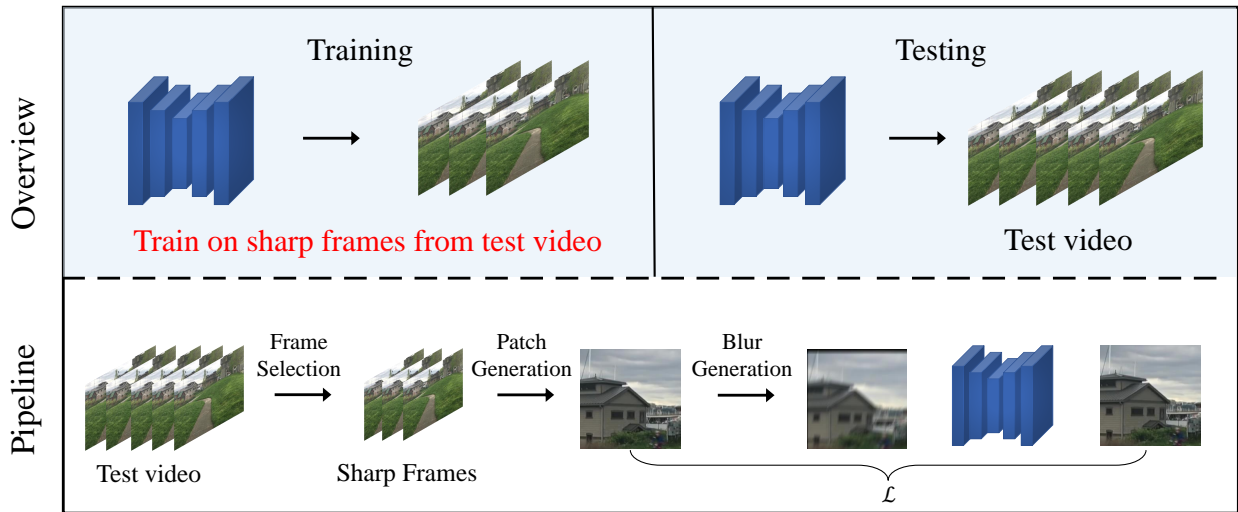 Overview
Training
Testing
Train on sharp frames from test video
Test video
Pipeline
Frame
Selection
Patch
Generation
Blur
Generation
Test video
Sharp Frames
ℒ